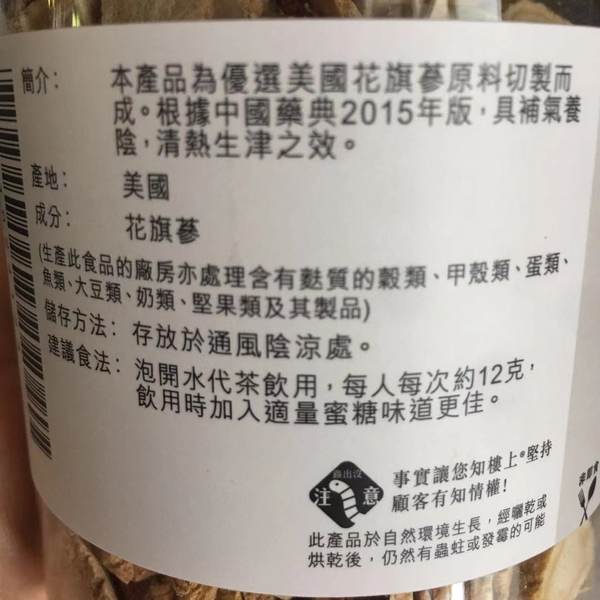 簡介： 本產品為優選美國花旗蔘原料切製而
成。根據中國藥典2015年版，具補氣養
陰，清熱生津之效。
產地： 美國
成分： 花旗蔘
(生產此食品的廠房亦處理含有麩質的穀類、甲殼類、蛋類、
魚類、大豆類、奶類、堅果類及其製品)
儲存方法： 存放於通風陰涼處。
建議食法： 泡開水代茶飲用，每人每次約12克，
飲用時加入適量蜜糖味道更佳。
蟲出沒
注意
事實讓您知樓上®堅持
顧客有知情權!
此產品於自然環境生長，經曬乾或
烘乾後，仍然有蟲蛀或發霉的可能